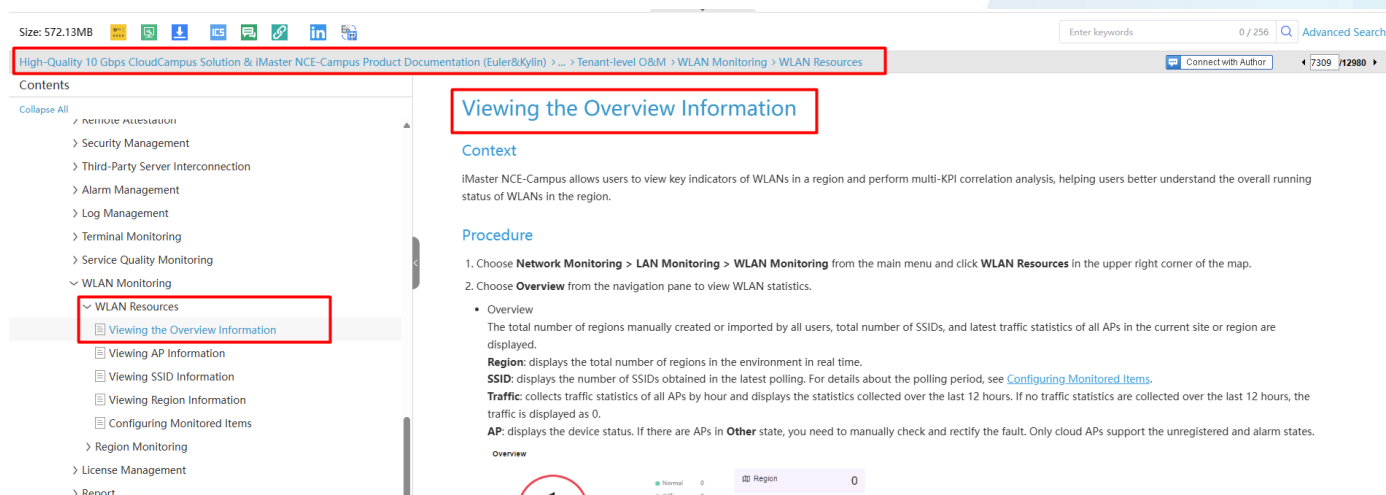 Size: 572.13MB
ICS
in
Enter keywords
0 / 256
Advanced Search
High-Quality 10 Gbps CloudCampus Solution & iMaster NCE-Campus Product Documentation (Euler&Kylin) > ... > Tenant-level O&M > WLAN Monitoring > WLAN Resources
Connect with Author
7309 /12980
Contents
Collapse All
> Remote Attestation
> Security Management
> Third-Party Server Interconnection
> Alarm Management
> Log Management
> Terminal Monitoring
> Service Quality Monitoring
WLAN Monitoring
WLAN Resources
Viewing the Overview Information
Viewing AP Information
Viewing SSID Information
Viewing Region Information
Configuring Monitored Items
> Region Monitoring
> License Management
> Report
Viewing the Overview Information
Context
iMaster NCE-Campus allows users to view key indicators of WLANs in a region and perform multi-KPI correlation analysis, helping users better understand the overall running
status of WLANs in the region.
Procedure
1. Choose Network Monitoring > LAN Monitoring > WLAN Monitoring from the main menu and click WLAN Resources in the upper right corner of the map.
2. Choose Overview from the navigation pane to view WLAN statistics.
• Overview
The total number of regions manually created or imported by all users, total number of SSIDs, and latest traffic statistics of all APs in the current site or region are
displayed.
Region: displays the total number of regions in the environment in real time.
SSID: displays the number of SSIDs obtained in the latest polling. For details about the polling period, see Configuring Monitored Items.
Traffic: collects traffic statistics of all APs by hour and displays the statistics collected over the last 12 hours. If no traffic statistics are collected over the last 12 hours, the
traffic is displayed as 0.
AP: displays the device status. If there are APs in Other state, you need to manually check and rectify the fault. Only cloud APs support the unregistered and alarm states.
Overview
Normal 0
Region 0